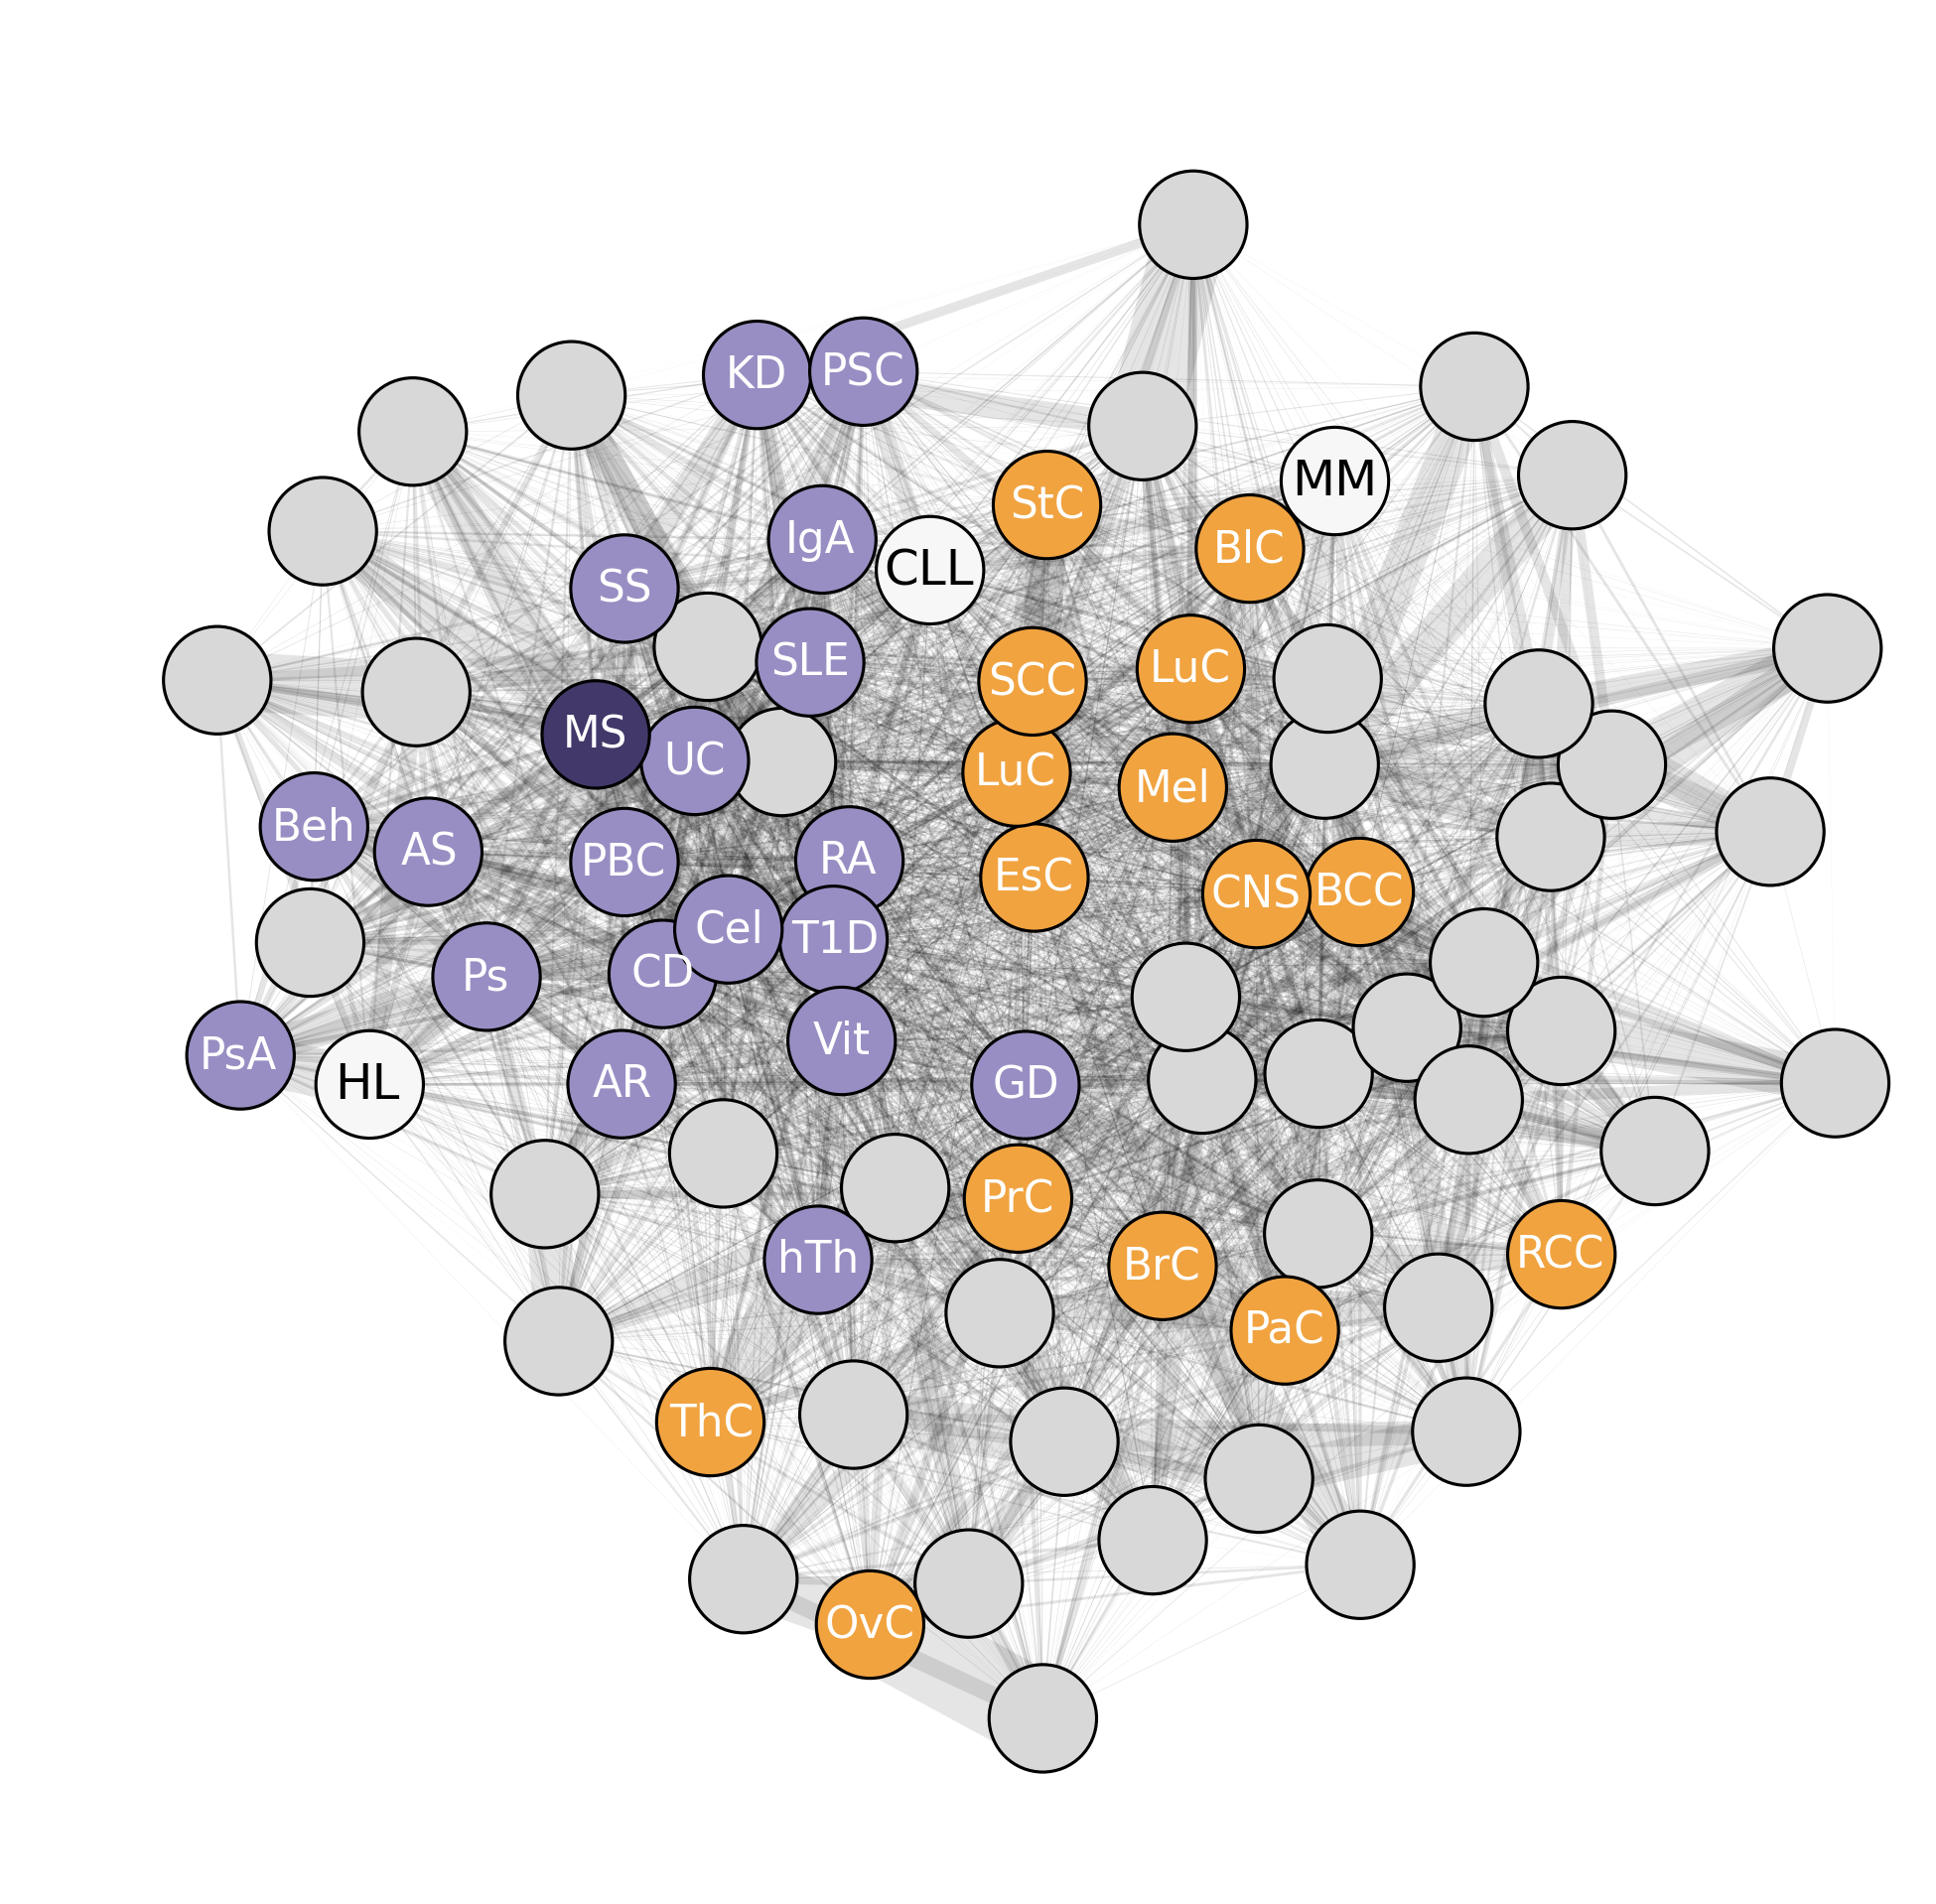 KD
PSC
MM
StC
BlC
IgA
CLL
SS
SLE
LuC
SCC
MS
UC
LuC
Mel
Beh
AS
PBC
RA
EsC
CNS
BCC
Cel
T1D
CD
Ps
Vit
PsA
HL
AR
GD
PrC
hTh
BrC
RCC
PaC
ThC
OvC